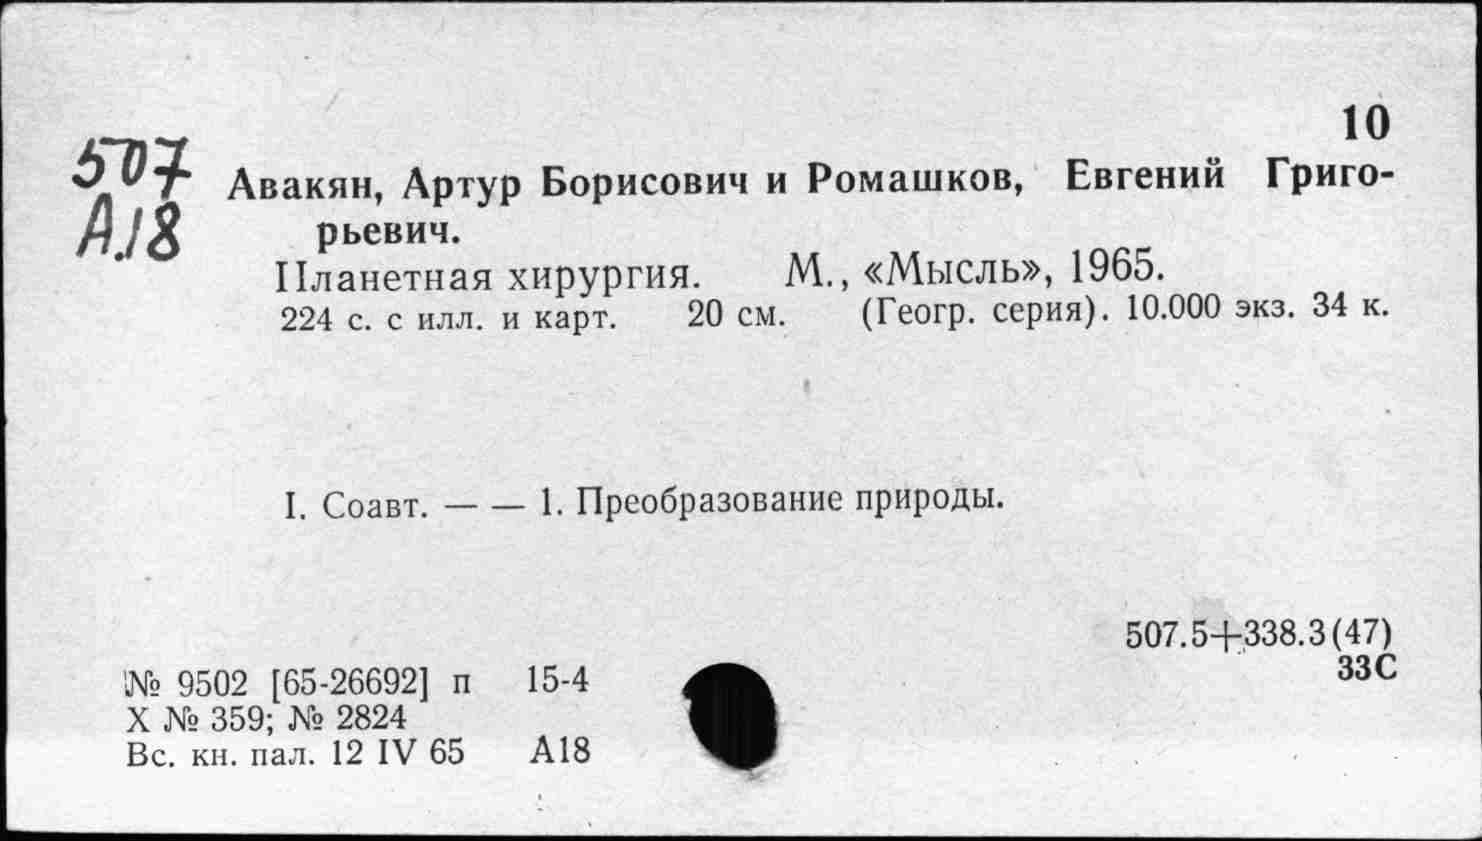 10
507
А18
Авакян, Артур Борисович и Ромашков, Евгений Григо-
рьевич.
Планетная хирургия. М., «Мысль», 1965.
224 с. с илл. и карт. 20 см. (Геогр. серия). 10.000 экз. 34 к.
I. Соавт. — — 1. Преобразование природы.
507.5+338.3(47)
33С
№ 9502 [65-26692] п 15-4
X № 359; № 2824
Вс. кн. пал. 12 IV 65 А18